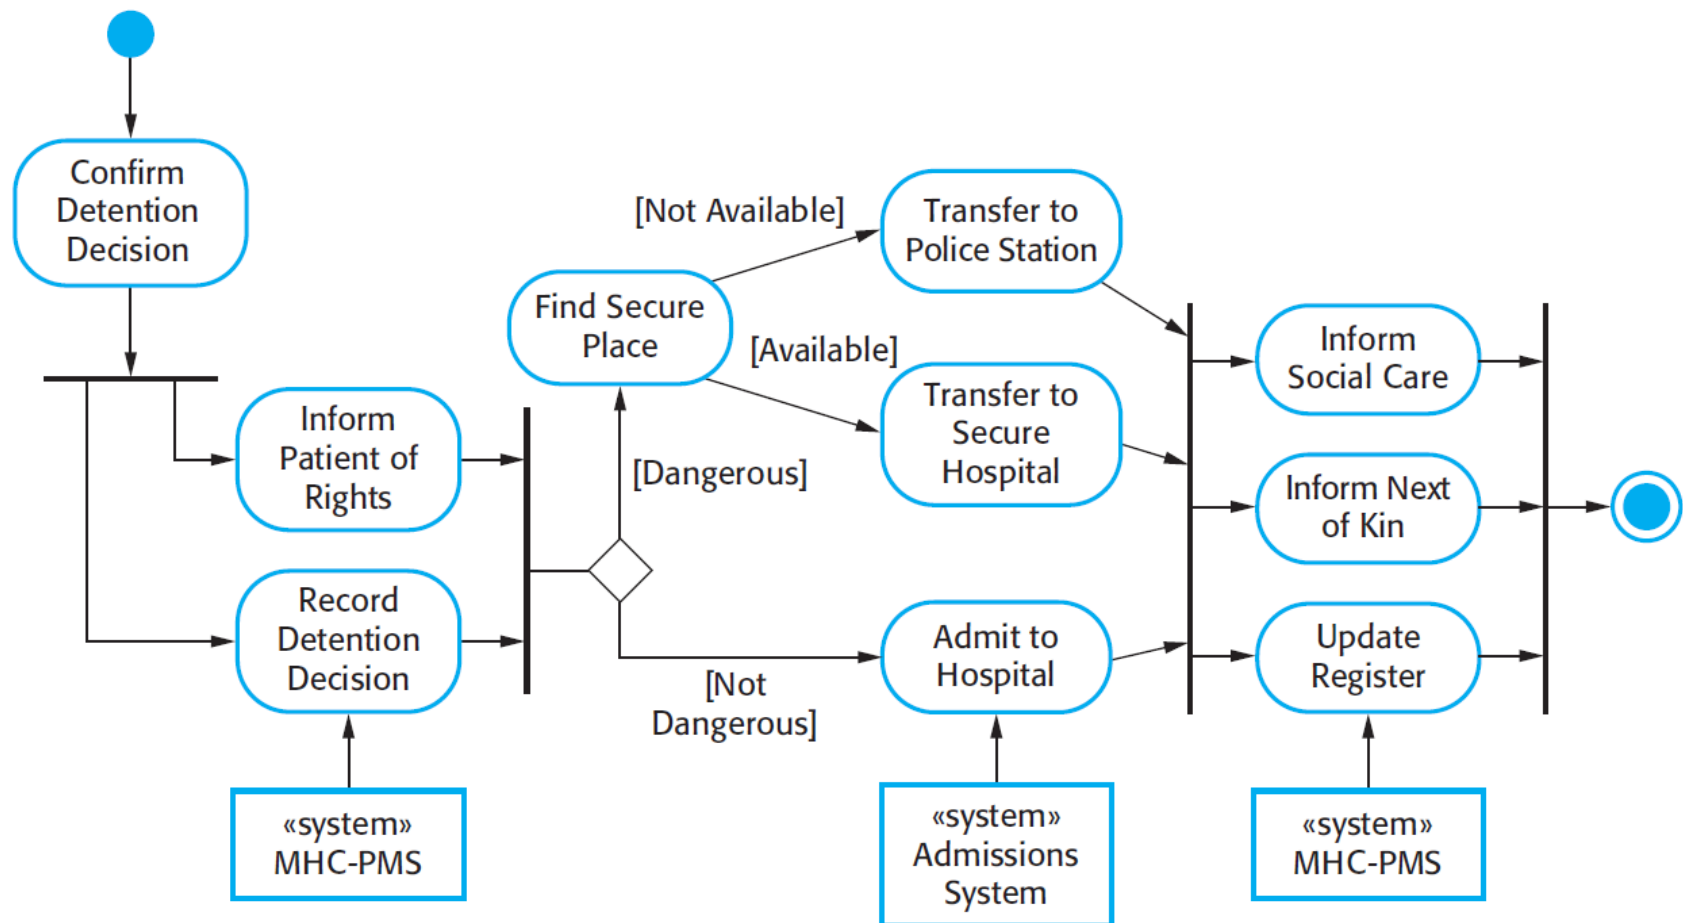 Confirm
Detention
Decision
Inform
Patient of
Rights
Record
Detention
Decision
«system»
MHC-PMS
Find Secure
Place
[Dangerous]
[Not
Dangerous]
[Not Available]
[Available]
Transfer to
Police Station
Transfer to
Secure
Hospital
Admit to
Hospital
«system»
Admissions
System
Inform
Social Care
Inform Next
of Kin
Update
Register
«system»
MHC-PMS